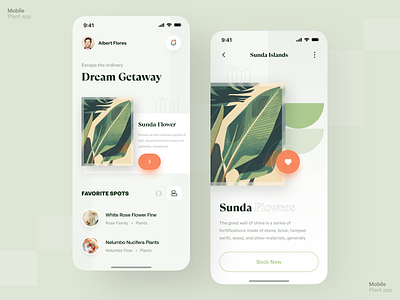 Mobile
Plant app
9:41
Albert Flores
Escape the ordinary
Dream Getaway
Sunda Flower
FAVORITE SPOTS
White Rose Flower Fine
Rose Family • Plants
Nelumbo Nucifera Plants
Nelumbo Flow • Plants
9:41
Sunda Islands
01
Sunda Flowers
The great wall of china is a series of
fortifications made of stone, brick, tamped
earth, wood, and other materials, generally
Book Now
Mobile
Plant app